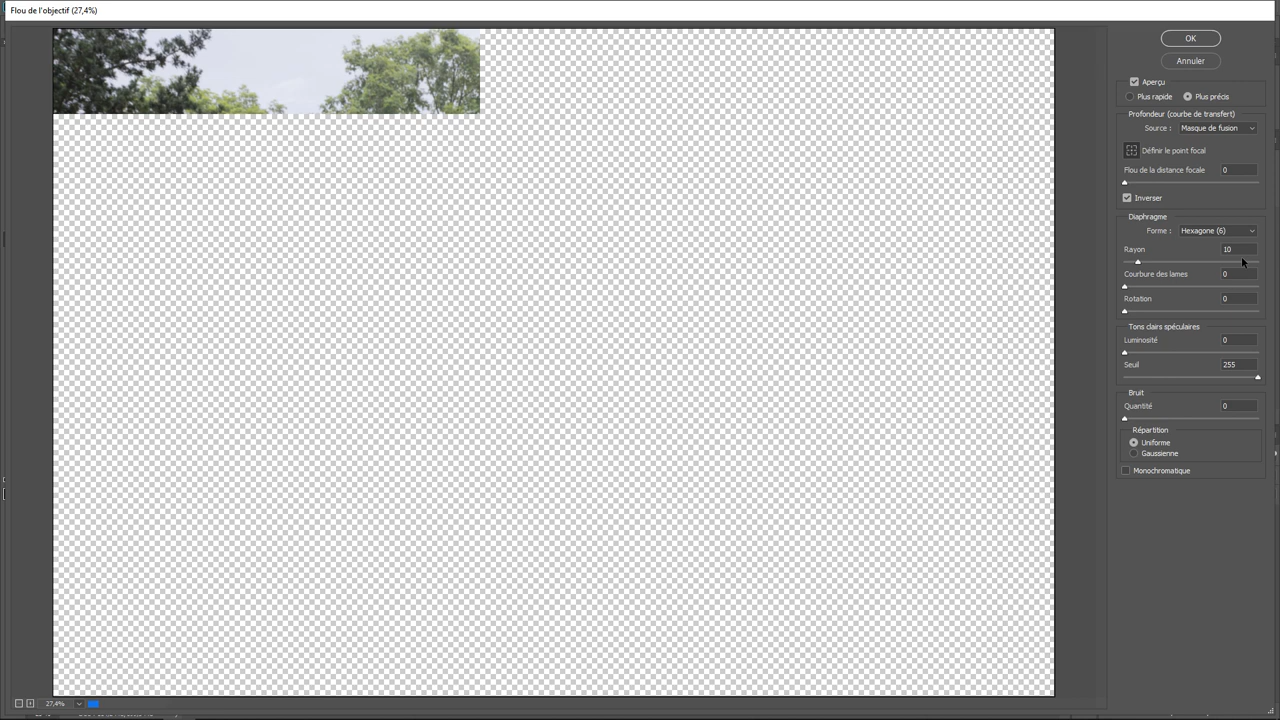 Flou de l'objectif (27,4%)
OK
Annuler
Aperçu
Plus rapide Plus précis
Profondeur (courbe de transfert)
Source : Masque de fusion
Définir le point focal
Flou de la distance focale 0
Inverser
Diaphragme
Forme : Hexagone (6)
Rayon 10
Courbure des lames 0
Rotation 0
Tons clairs spéculaires
Luminosité 0
Seuil 255
Bruit
Quantité 0
Répartition
Uniforme
Gaussienne
Monochromatique
27,4%